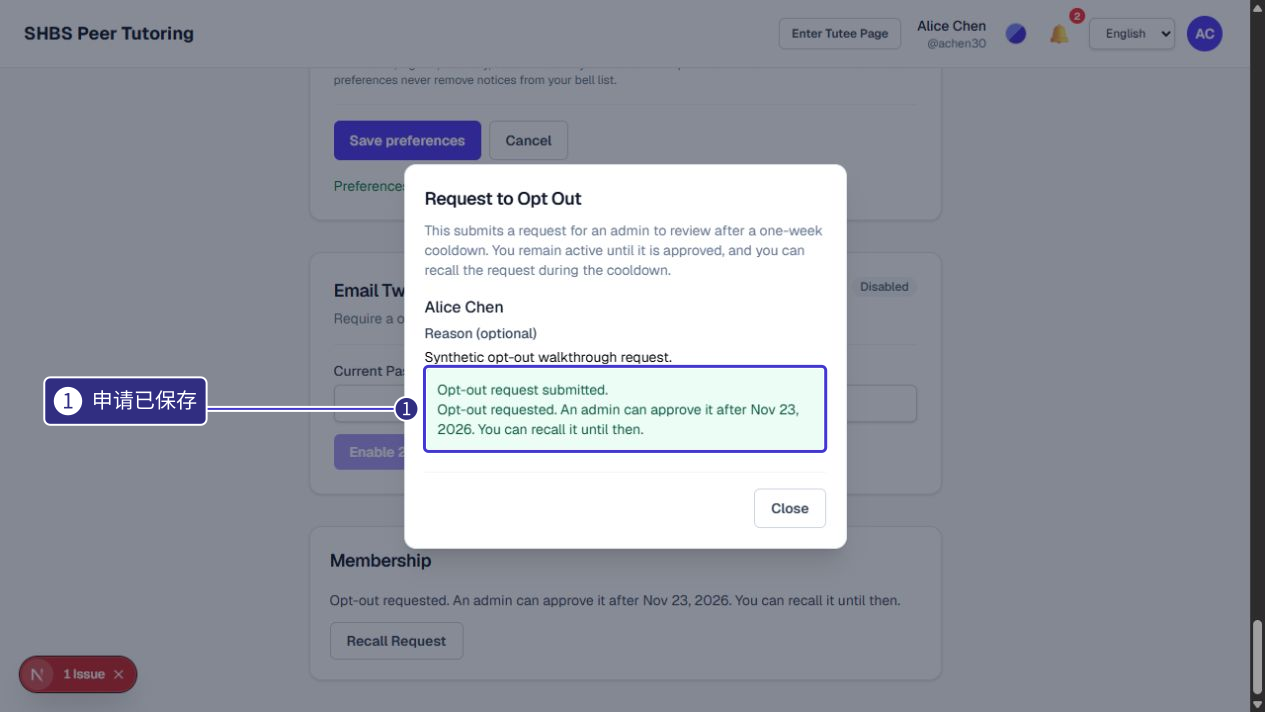 SHBS Peer Tutoring
Enter Tutee Page
Alice Chen
@achen30
2
English
AC
preferences never remove notices from your bell list.
Save preferences
Cancel
Preferences
Request to Opt Out
This submits a request for an admin to review after a one-week
cooldown. You remain active until it is approved, and you can
recall the request during the cooldown.
Alice Chen
Reason (optional)
Synthetic opt-out walkthrough request.
Opt-out request submitted.
Opt-out requested. An admin can approve it after Nov 23,
2026. You can recall it until then.
Close
Email Tw
Disabled
Require a o
Current Pas
1 申请已保存
1
Enable 2
Membership
Opt-out requested. An admin can approve it after Nov 23, 2026. You can recall it until then.
Recall Request
N
1 Issue